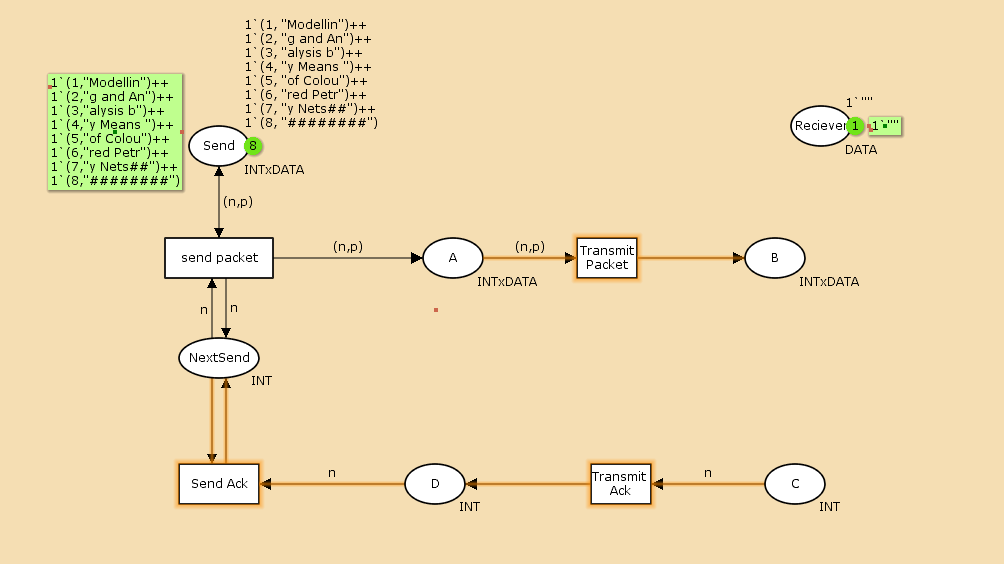 1`(1, "Modellin")++
1`(2, "g and An")++
1`(3, "alysis b")++
1`(4, "y Means ")++
1`(5, "of Colou")++
1`(6, "red Petr")++
1`(7, "y Nets##")++
1`(8, "########")
1`(1,"Modellin")++
1`(2,"g and An")++
1`(3,"alysis b")++
1`(4,"y Means ")++
1`(5,"of Colou")++
1`(6,"red Petr")++
1`(7,"y Nets##")++
1`(8,"########")
Send
8
INTxDATA
1`""
Reciever
1
1`""
DATA
(n,p)
send packet
(n,p)
A
INTxDATA
(n,p)
Transmit
Packet
B
INTxDATA
n
n
NextSend
INT
Send Ack
n
D
INT
Transmit
Ack
n
C
INT